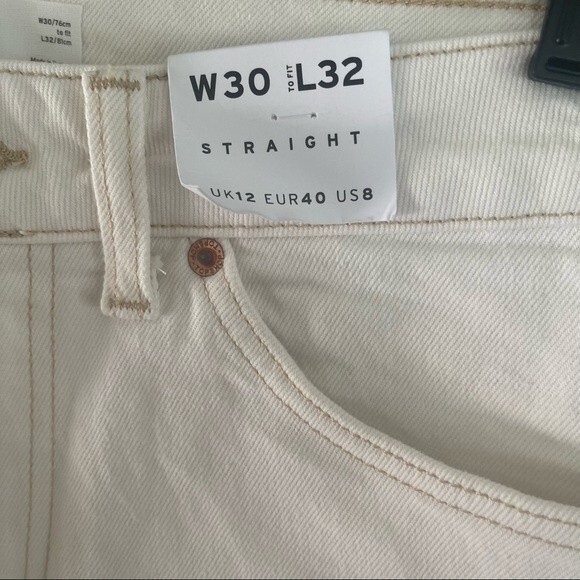 W30/76cm
to fit
L32/81cm
W30 TO FIT L32
STRAIGHT
UK12 EUR40 US8